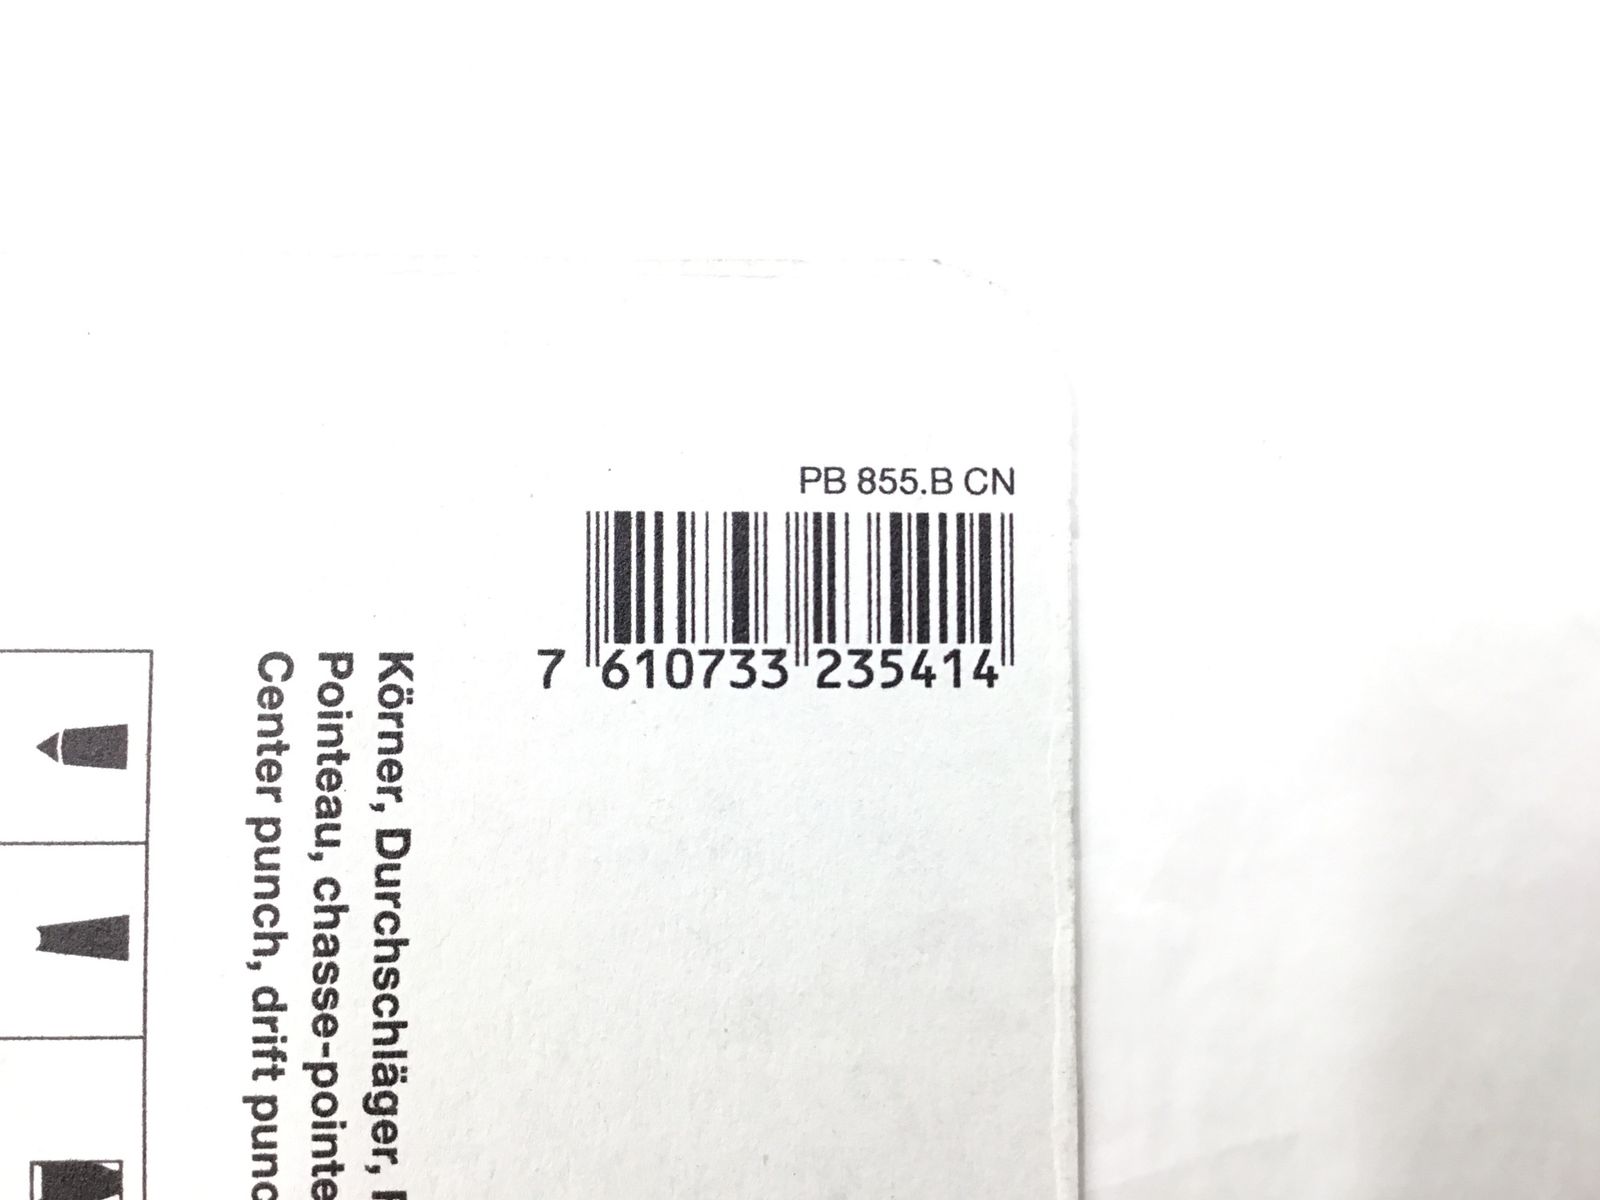 PB 855.B CN
7 610733 235414
Körner, Durchschläger,
Pointeau, chasse-pointe
Center punch, drift punc